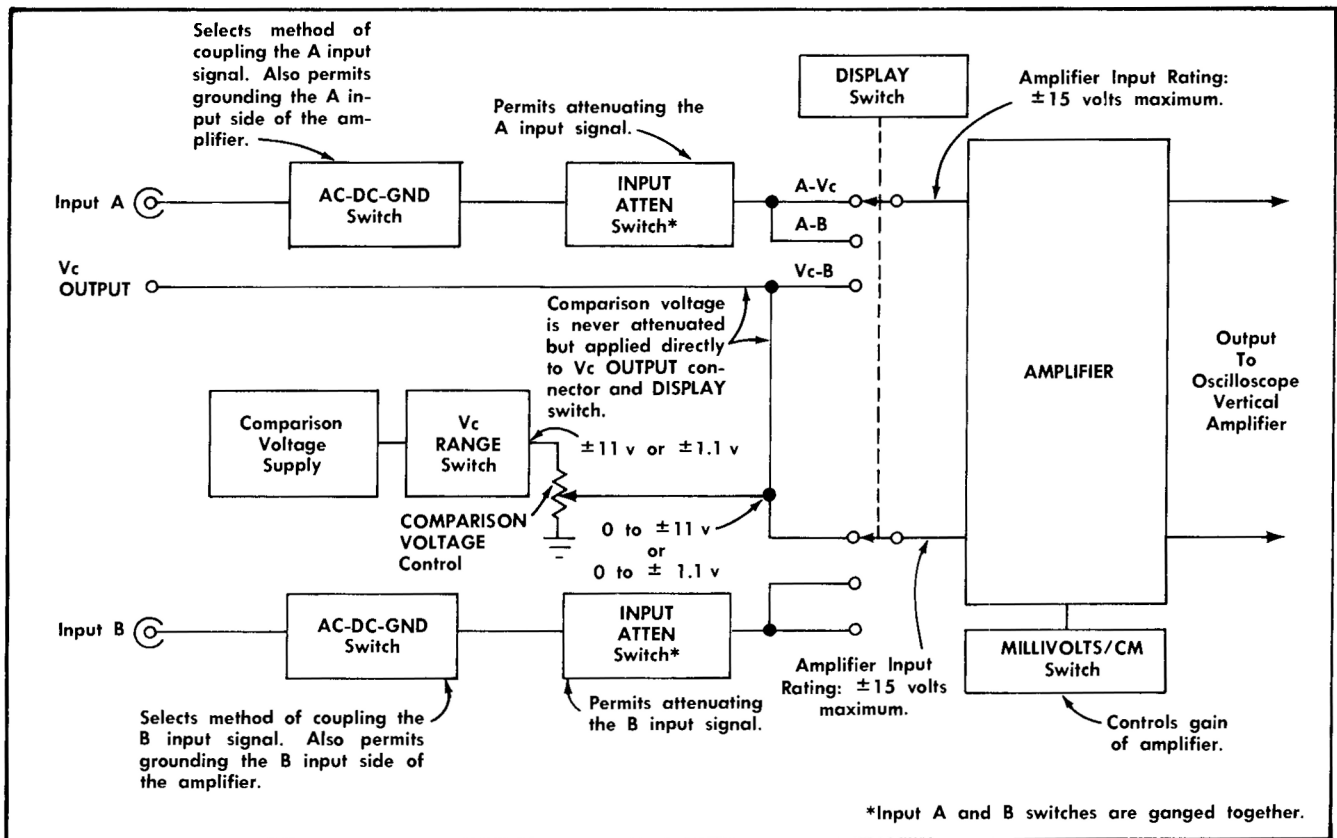 Selects method of
coupling the A input
signal. Also permits
grounding the A in-
put side of the am-
plifier.
Permits attenuating the
A input signal.
DISPLAY
Switch
Amplifier Input Rating:
±15 volts maximum.
Input A
AC-DC-GND
Switch
INPUT
ATTEN
Switch*
A-Vc
A-B
Vc
OUTPUT
Vc-B
Comparison voltage
is never attenuated
but applied directly
to Vc OUTPUT con-
nector and DISPLAY
switch.
AMPLIFIER
Output
To
Oscilloscope
Vertical
Amplifier
Comparison
Voltage
Supply
Vc
RANGE
Switch
±11 v or ±1.1 v
COMPARISON
VOLTAGE
Control
0 to ±11 v
or
0 to ± 1.1 v
Input B
AC-DC-GND
Switch
INPUT
ATTEN
Switch*
MILLIVOLTS/CM
Switch
Selects method of coupling the
B input signal. Also permits
grounding the B input side of
the amplifier.
Permits attenuating
the B input signal.
Amplifier Input
Rating: ±15 volts
maximum.
Controls gain
of amplifier.
*Input A and B switches are ganged together.